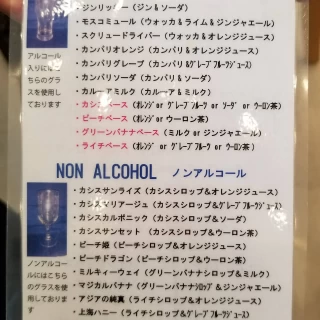 ・ジンリッキー(ジン&ソーダ)
・モスコミュール(ウォッカ&ライム&ジンジャエール)
・スクリュードライバー(ウォッカ&オレンジジュース)
・カンパリオレンジ(カンパリ&オレンジジュース)
・カンパリグレープ(カンパリ&グレープフルーツジュース)
・カンパリソーダ(カンパリ&ソーダ)
・カルーアミルク(カルーア&ミルク)
・カシスベース(オレンジ or グレープフルーツ or ソーダ or ウーロン茶)
・ピーチベース(オレンジ or ウーロン茶)
・グリーンバナナベース(ミルク or ジンジャエール)
・ライチベース(オレンジ or グレープフルーツ or ウーロン茶)
アルコール
入りにはこ
ちらのグラ
スを使用し
ております
NON ALCOHOL ノンアルコール
・カシスサンライズ(カシスシロップ&オレンジジュース)
・カシスマリアージュ(カシスシロップ&グレープフルーツジュース)
・カシスカルボニック(カシスシロップ&ソーダ)
・カシスサンセット(カシスシロップ&ウーロン茶)
・ピーチ姫(ピーチシロップ&オレンジジュース)
・ピーチドラゴン(ピーチシロップ&ウーロン茶)
・ミルキーウェイ(グリーンバナナシロップ&ミルク)
・マジカルバナナ(グリーンバナナシロップ&ジンジャエール)
・アジアの純真(ライチシロップ&オレンジジュース)
・上海ハニー(ライチシロップ&グレープフルーツジュース)
ノンアルコー
ルにはこちら
のグラスを使
用しておりま
す